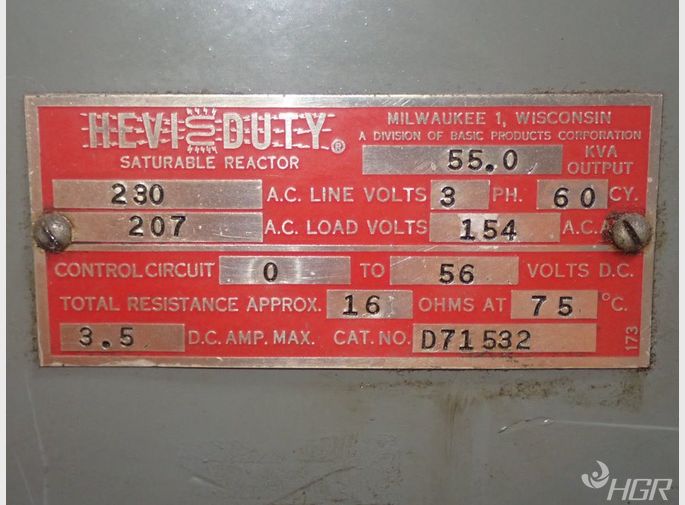 HEVI DUTY ®
SATURABLE REACTOR
MILWAUKEE 1, WISCONSIN
A DIVISION OF BASIC PRODUCTS CORPORATION
55.0 KVA OUTPUT
230 A.C. LINE VOLTS 3 PH. 60 CY.
207 A.C. LOAD VOLTS 154 A.C.A
CONTROL CIRCUIT 0 TO 56 VOLTS D.C.
TOTAL RESISTANCE APPROX. 16 OHMS AT 75 °C.
3.5 D.C. AMP. MAX. CAT. NO. D71532
173
HGR